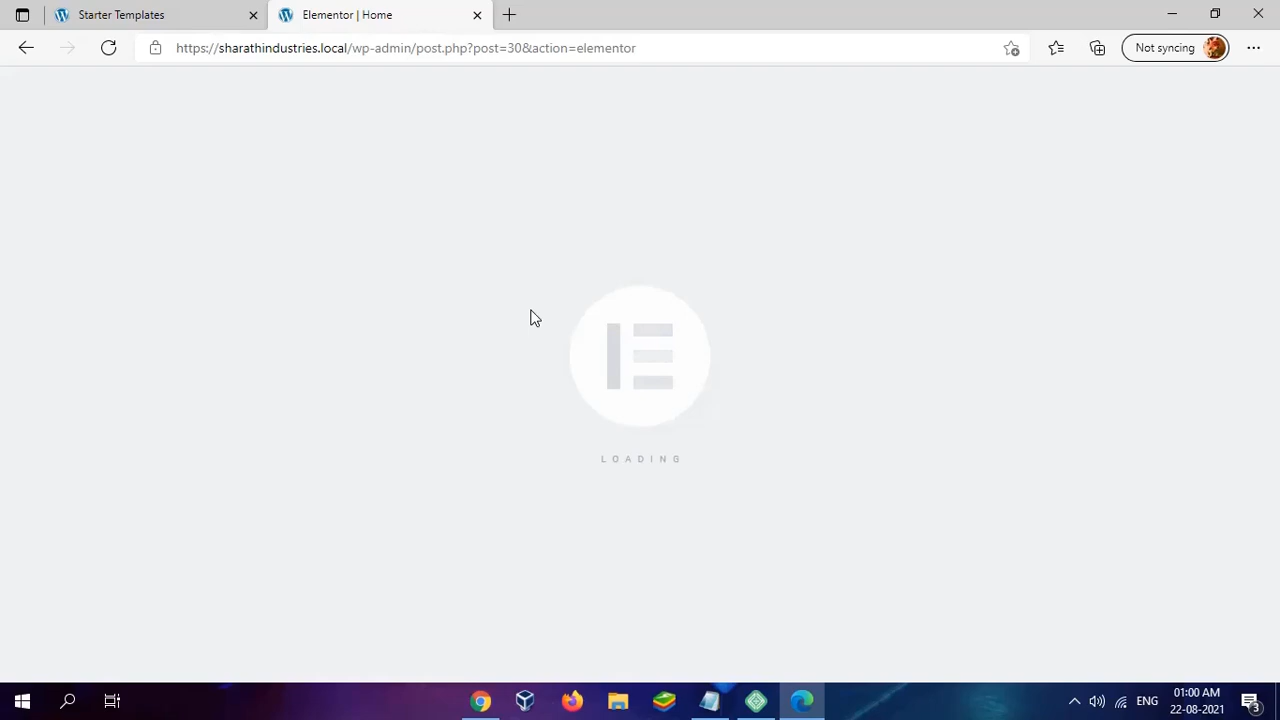 Starter Templates
Elementor | Home
https://sharathindustries.local/wp-admin/post.php?post=30&action=elementor
Not syncing
LOADING
ENG
01:00 AM
22-08-2021
3